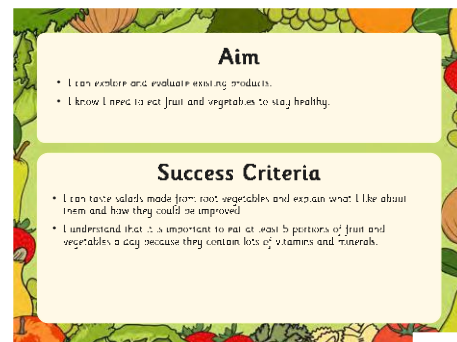 Aim
• I can explore and evaluate existing products.
• I know I need to eat fruit and vegetables to stay healthy.
Success Criteria
• I can taste salads made from root vegetables and explain what I like about
them and how they could be improved
• I understand that it is important to eat at least 5 portions of fruit and
vegetables a day because they contain lots of vitamins and minerals.